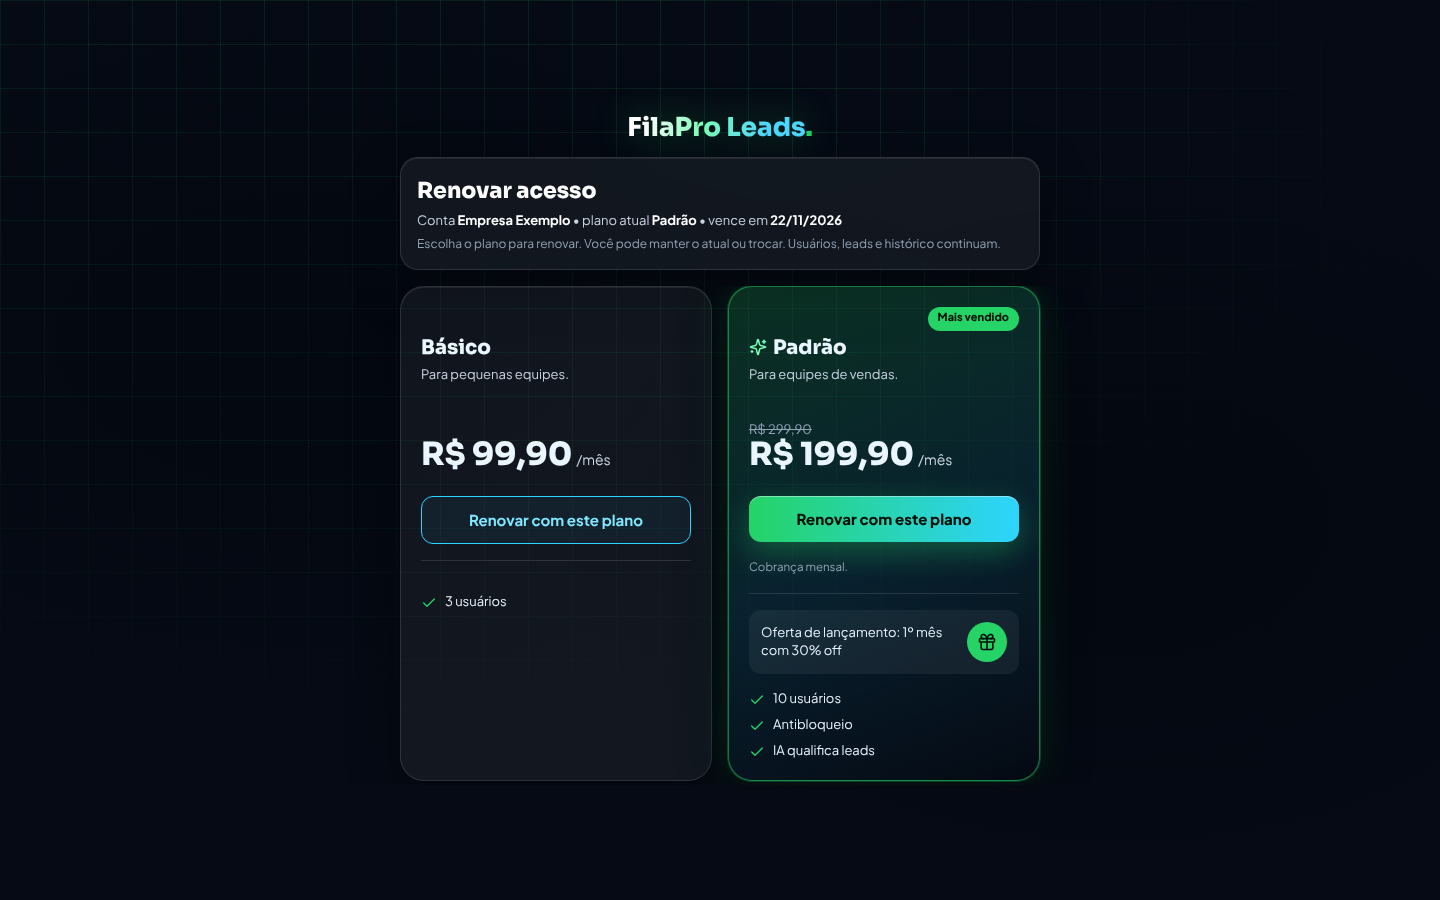 FilaPro Leads.
Renovar acesso
Conta Empresa Exemplo • plano atual Padrão • vence em 22/11/2026
Escolha o plano para renovar. Você pode manter o atual ou trocar. Usuários, leads e histórico continuam.
Básico
Para pequenas equipes.
R$ 99,90 /mês
Renovar com este plano
3 usuários
Mais vendido
Padrão
Para equipes de vendas.
R$ 299,90
R$ 199,90 /mês
Renovar com este plano
Cobrança mensal.
Oferta de lançamento: 1º mês
com 30% off
10 usuários
Antibloqueio
IA qualifica leads